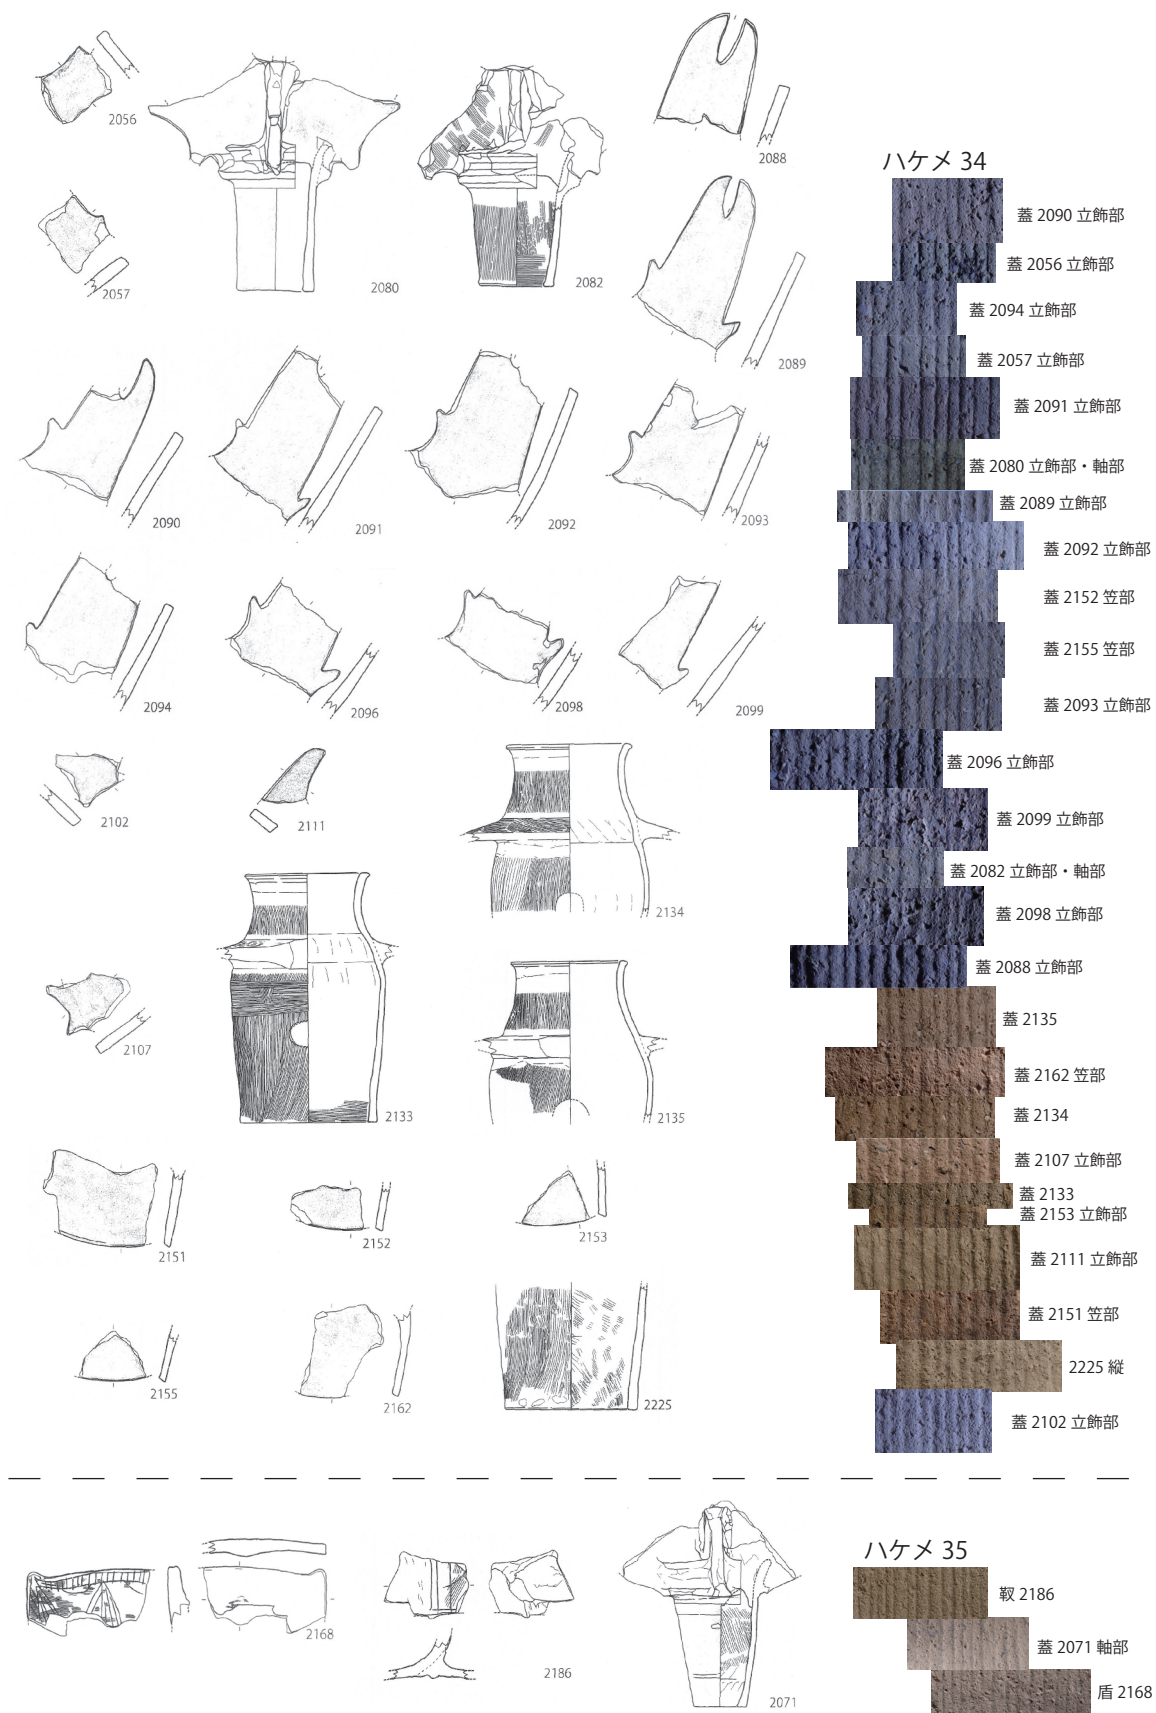 2056
2057
2080
2082
2088
2089
2090
2091
2092
2093
2094
2096
2098
2099
2102
2111
2134
2107
2133
2135
2151
2152
2153
2155
2162
2225
ハケメ 34
蓋 2090 立飾部
蓋 2056 立飾部
蓋 2094 立飾部
蓋 2057 立飾部
蓋 2091 立飾部
蓋 2080 立飾部・軸部
蓋 2089 立飾部
蓋 2092 立飾部
蓋 2152 笠部
蓋 2155 笠部
蓋 2093 立飾部
蓋 2096 立飾部
蓋 2099 立飾部
蓋 2082 立飾部・軸部
蓋 2098 立飾部
蓋 2088 立飾部
蓋 2135
蓋 2162 笠部
蓋 2134
蓋 2107 立飾部
蓋 2133
蓋 2153 立飾部
蓋 2111 立飾部
蓋 2151 笠部
2225 縦
蓋 2102 立飾部
2168
2186
2071
ハケメ 35
靫 2186
蓋 2071 軸部
盾 2168